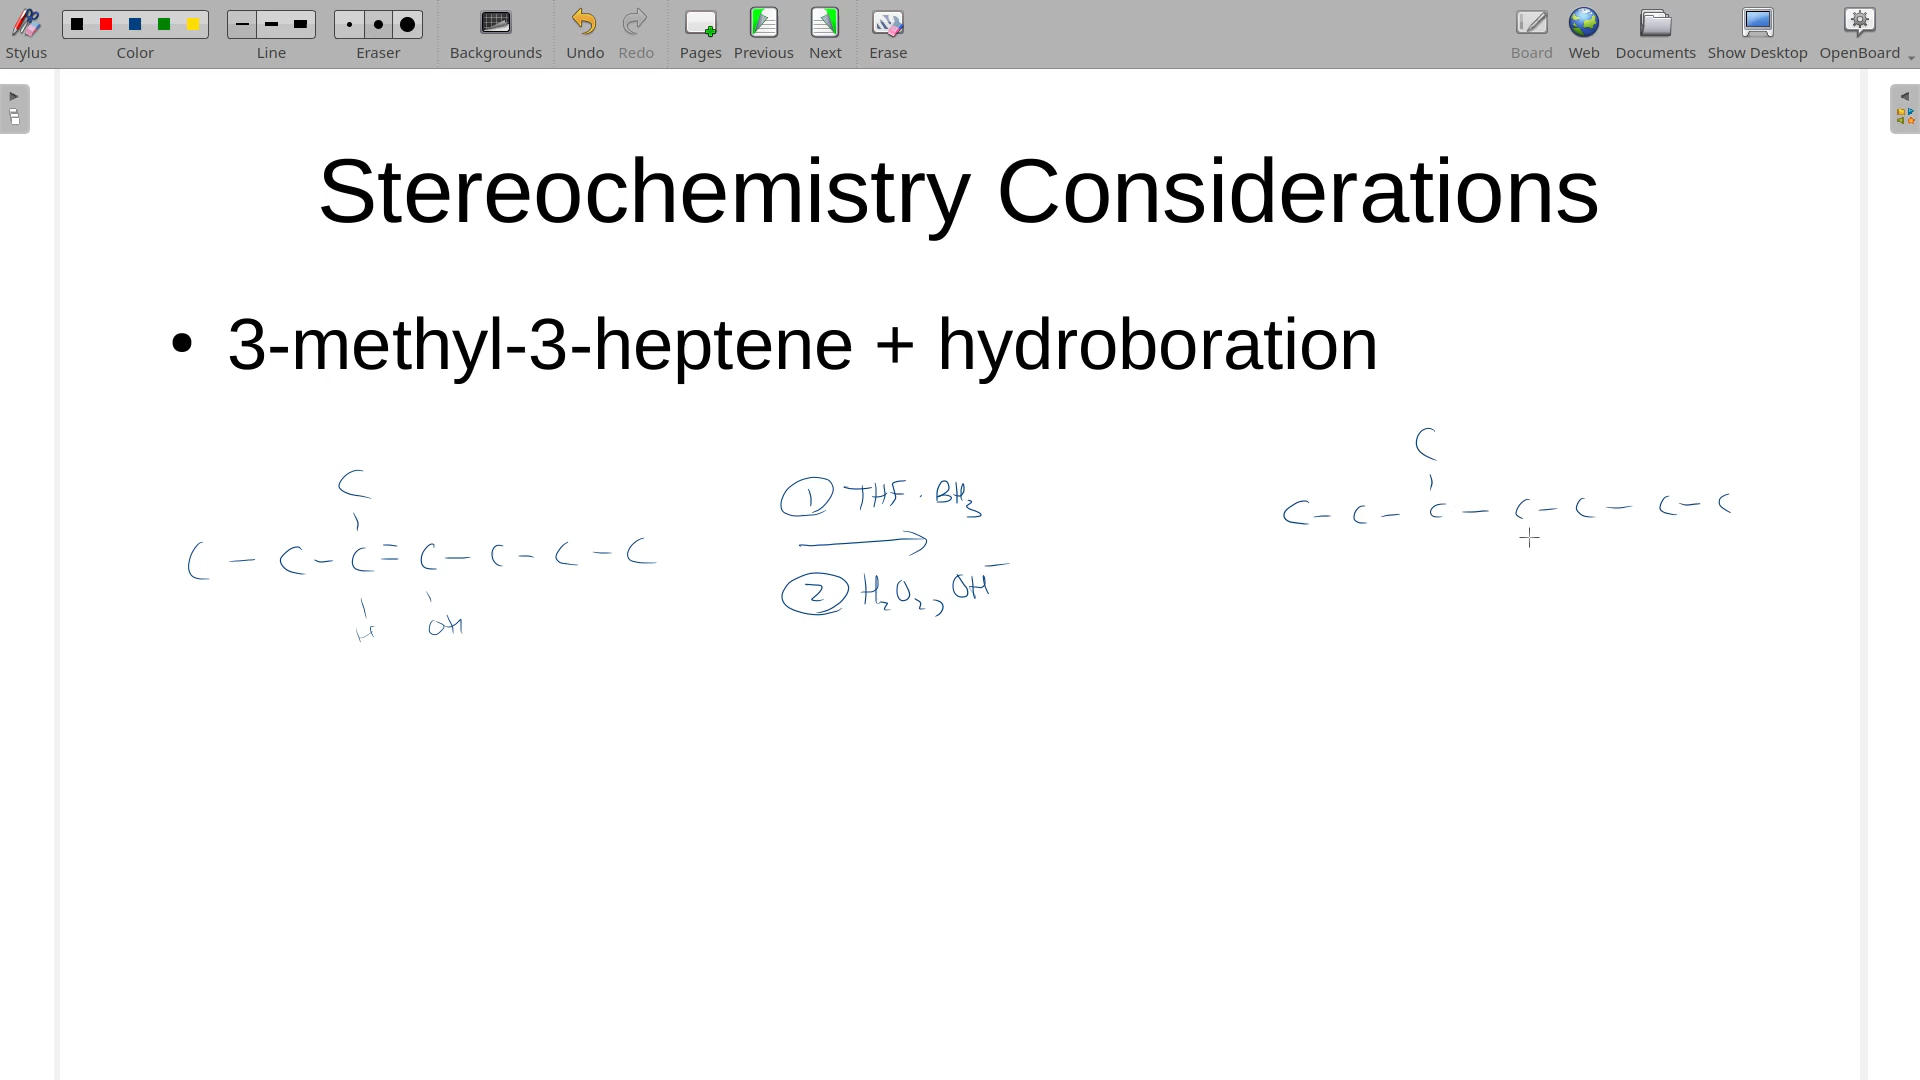 Stylus Color Line Eraser Backgrounds Undo Redo Pages Previous Next Erase Board Web Documents Show Desktop OpenBoard
Stereochemistry Considerations
• 3-methyl-3-heptene + hydroboration
C
C - C - C = C - C - C - C
H OH
① THF · BH₃
② H₂O₂, OH⁻
C
C - C - C - C - C - C - C